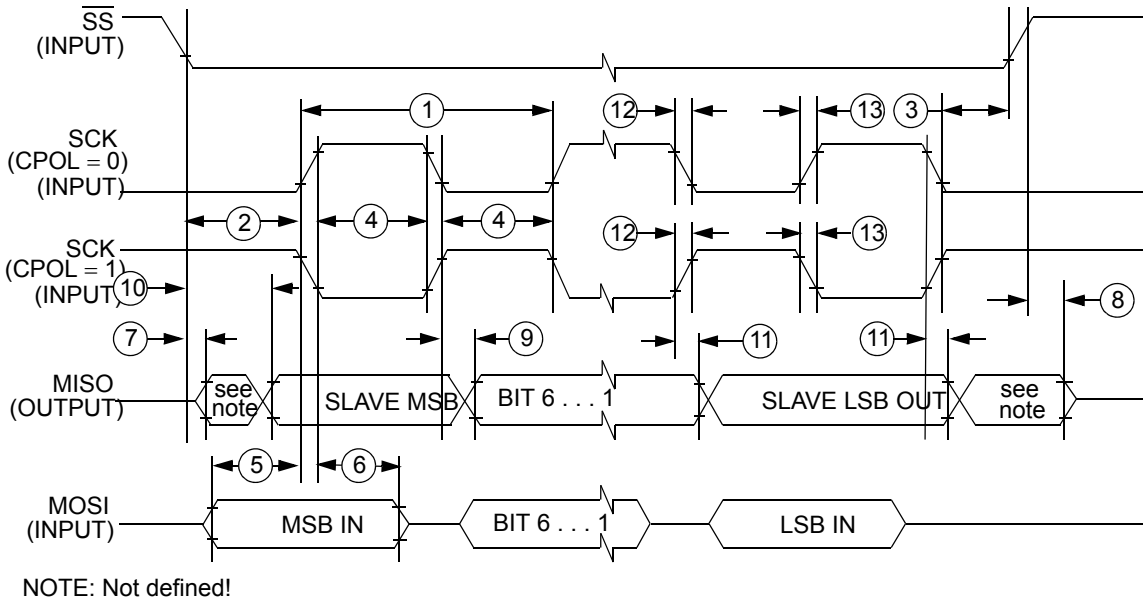 SS
(INPUT)
1
12
13
3
SCK
(CPOL = 0)
(INPUT)
2
4
4
SCK
(CPOL = 1)
(INPUT)
12
13
10
8
7
9
11
11
MISO
(OUTPUT)
see
note
SLAVE MSB
BIT 6 . . . 1
SLAVE LSB OUT
see
note
5
6
MOSI
(INPUT)
MSB IN
BIT 6 . . . 1
LSB IN
NOTE: Not defined!